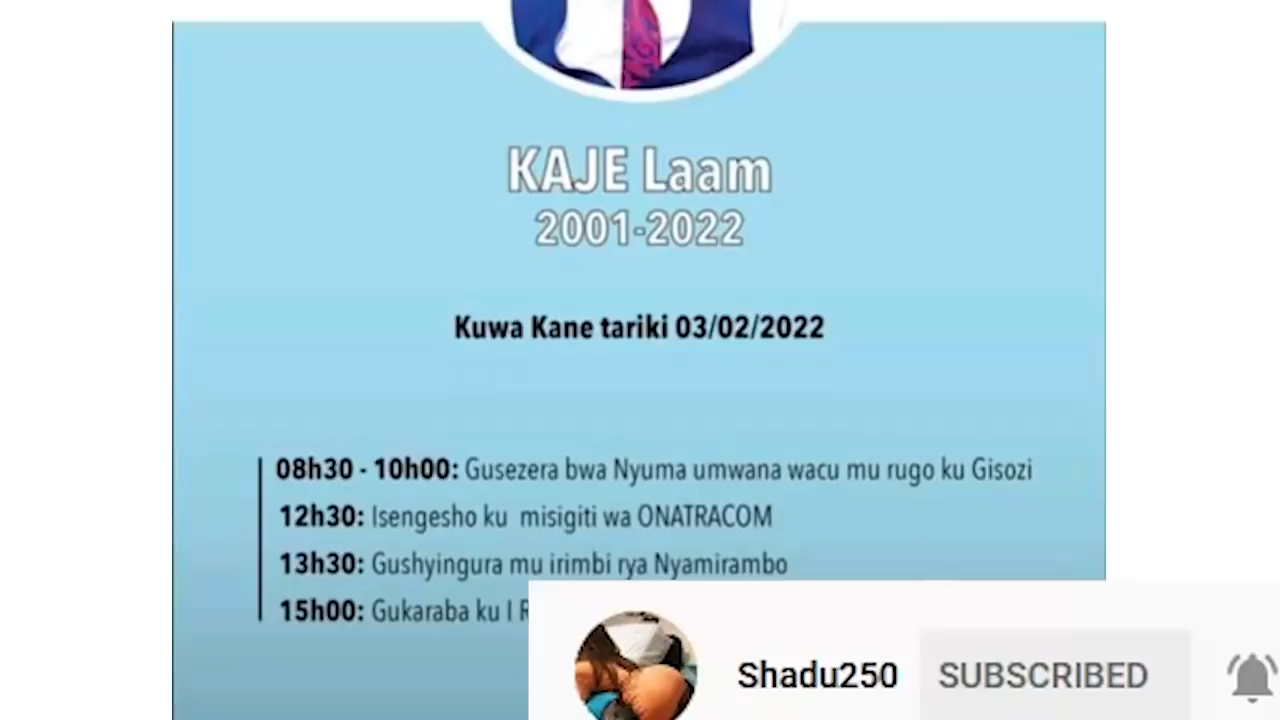 KAJE Laam
2001-2022
Kuwa Kane tariki 03/02/2022
08h30 - 10h00: Gusezera bwa Nyuma umwana wacu mu rugo ku Gisozi
12h30: Isengesho ku misigiti wa ONATRACOM
13h30: Gushyingura mu irimbi rya Nyamirambo
15h00: Gukaraba ku I R
Shadu250
SUBSCRIBED